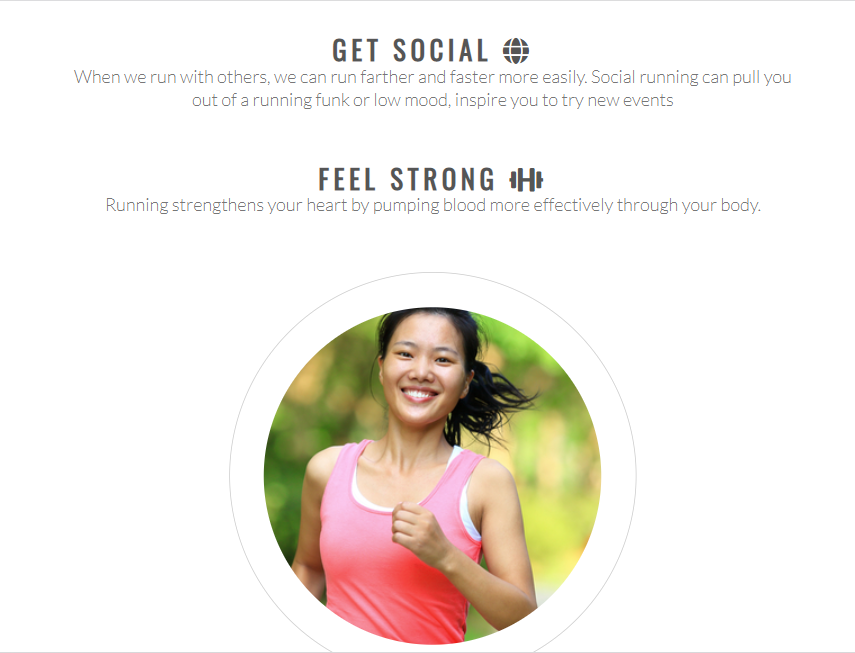 GET SOCIAL
When we run with others, we can run farther and faster more easily. Social running can pull you
out of a running funk or low mood, inspire you to try new events
FEEL STRONG
Running strengthens your heart by pumping blood more effectively through your body.